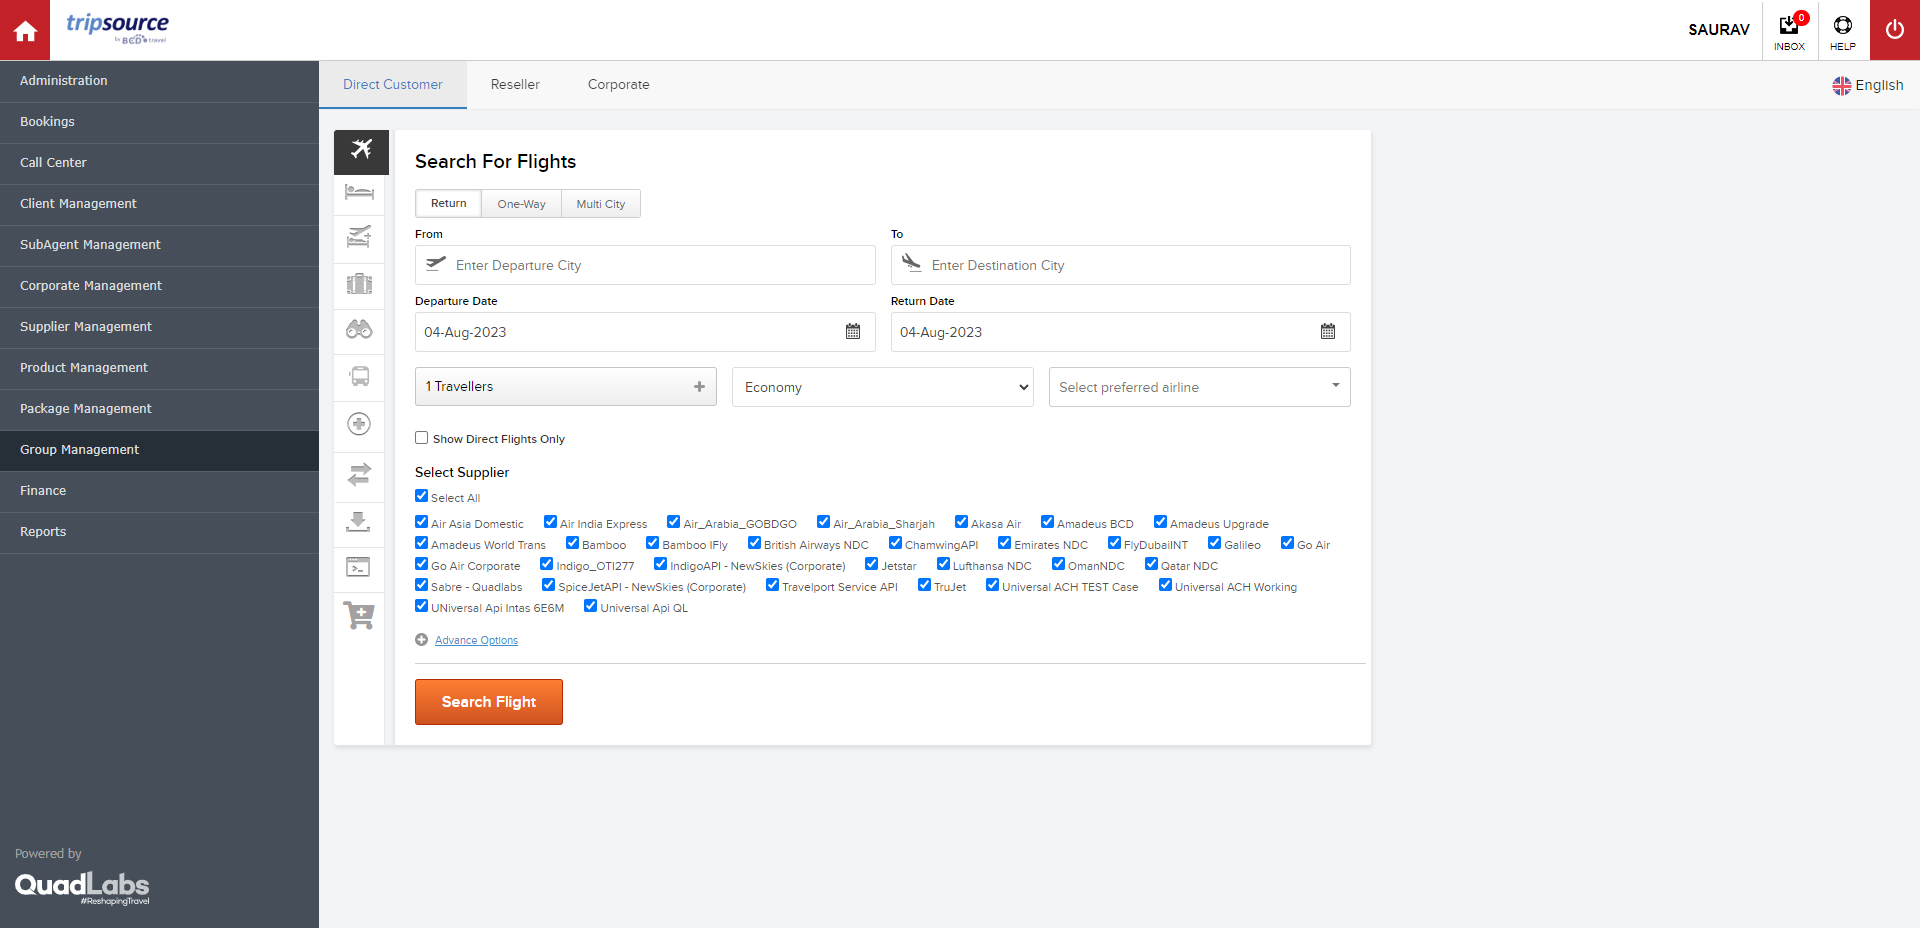 tripsource
by BCD travel
SAURAV
0
INBOX
HELP
Administration
Bookings
Call Center
Client Management
SubAgent Management
Corporate Management
Supplier Management
Product Management
Package Management
Group Management
Finance
Reports
Powered by
QuadLabs
#ReshapingTravel
Direct Customer
Reseller
Corporate
English
Search For Flights
Return
One-Way
Multi City
From
To
Enter Departure City
Enter Destination City
Departure Date
Return Date
04-Aug-2023
04-Aug-2023
1 Travellers
Economy
Select preferred airline
Show Direct Flights Only
Select Supplier
Select All
Air Asia Domestic Air India Express Air_Arabia_GOBDGO Air_Arabia_Sharjah Akasa Air Amadeus BCD Amadeus Upgrade
Amadeus World Trans Bamboo Bamboo IFly British Airways NDC ChamwingAPI Emirates NDC FlyDubaiINT Galileo Go Air
Go Air Corporate Indigo_OTI277 IndigoAPI - NewSkies (Corporate) Jetstar Lufthansa NDC OmanNDC Qatar NDC
Sabre - Quadlabs SpiceJetAPI - NewSkies (Corporate) Travelport Service API TruJet Universal ACH TEST Case Universal ACH Working
UNiversal Api Intas 6E6M Universal Api QL
Advance Options
Search Flight